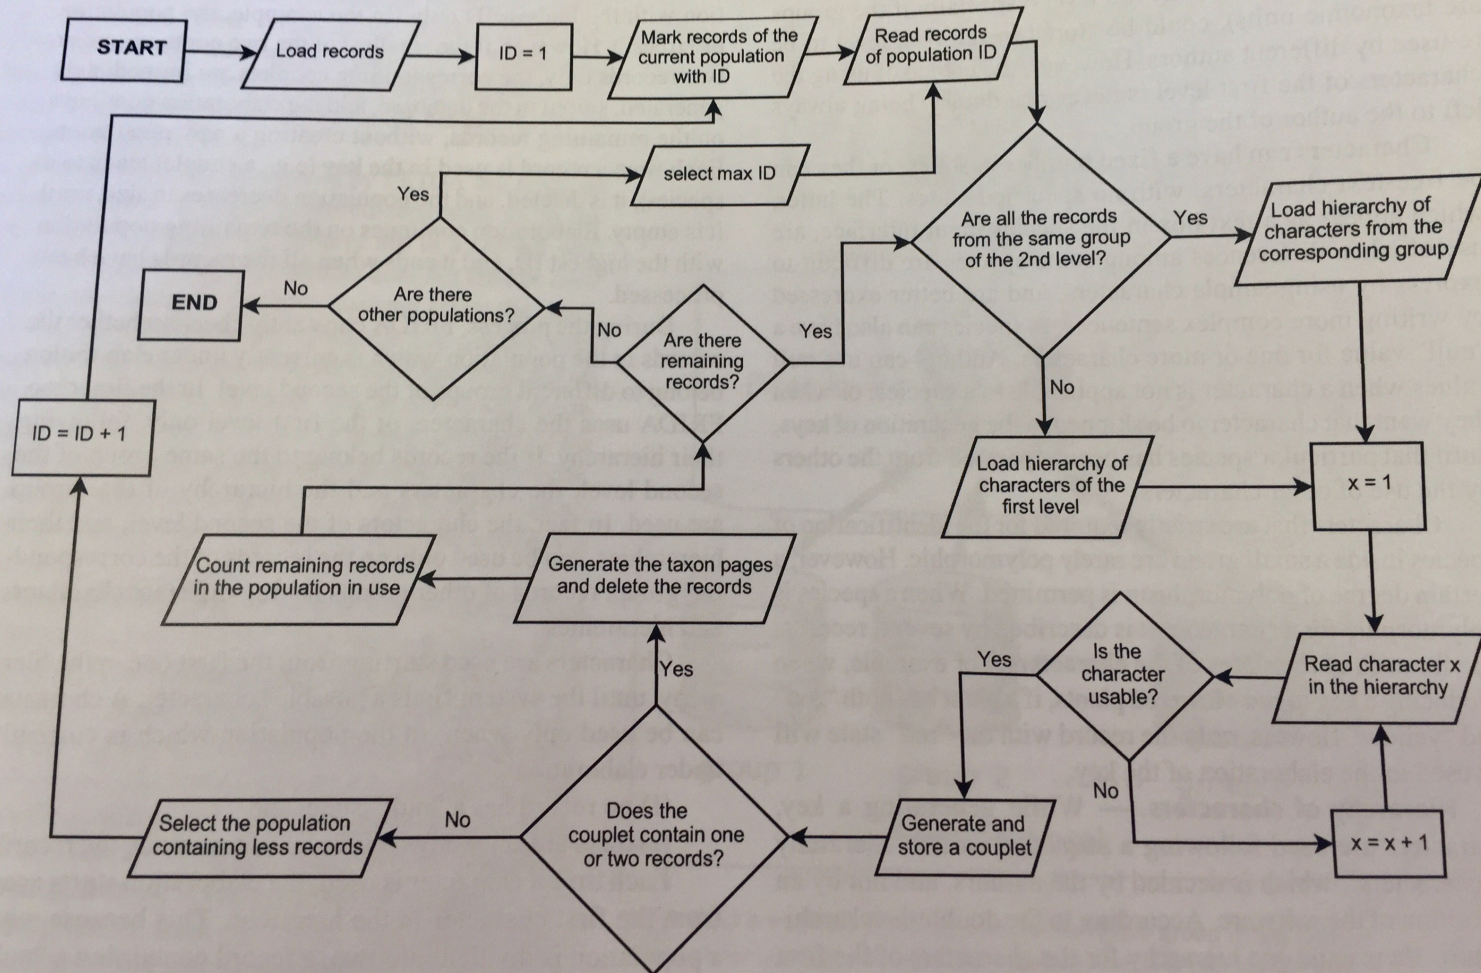 START
Load records
ID = 1
Mark records of the
current population
with ID
Read records
of population ID
select max ID
Yes
Are there
other populations?
No
END
Are there
remaining
records?
No
Yes
Are all the records
from the same group
of the 2nd level?
Yes
No
Load hierarchy of
characters from the
corresponding group
Load hierarchy of
characters of the
first level
x = 1
ID = ID + 1
Count remaining records
in the population in use
Generate the taxon pages
and delete the records
Yes
Is the
character
usable?
Yes
No
Read character x
in the hierarchy
Select the population
containing less records
No
Does the
couplet contain one
or two records?
Generate and
store a couplet
x = x + 1